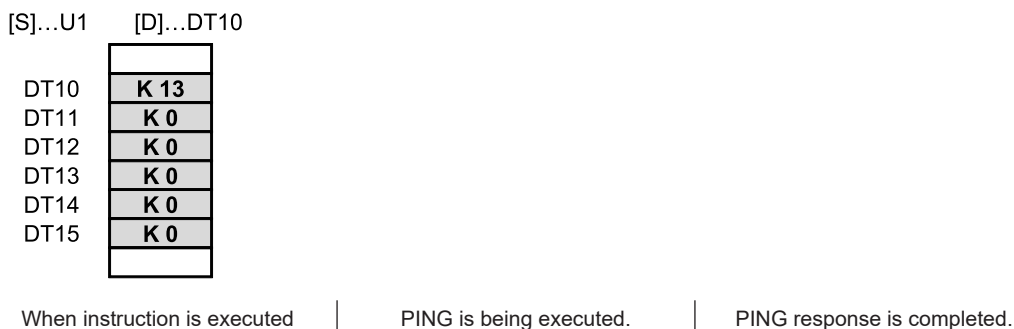 [S]...U1 [D]...DT10
DT10 K 13
DT11 K 0
DT12 K 0
DT13 K 0
DT14 K 0
DT15 K 0
When instruction is executed PING is being executed. PING response is completed.